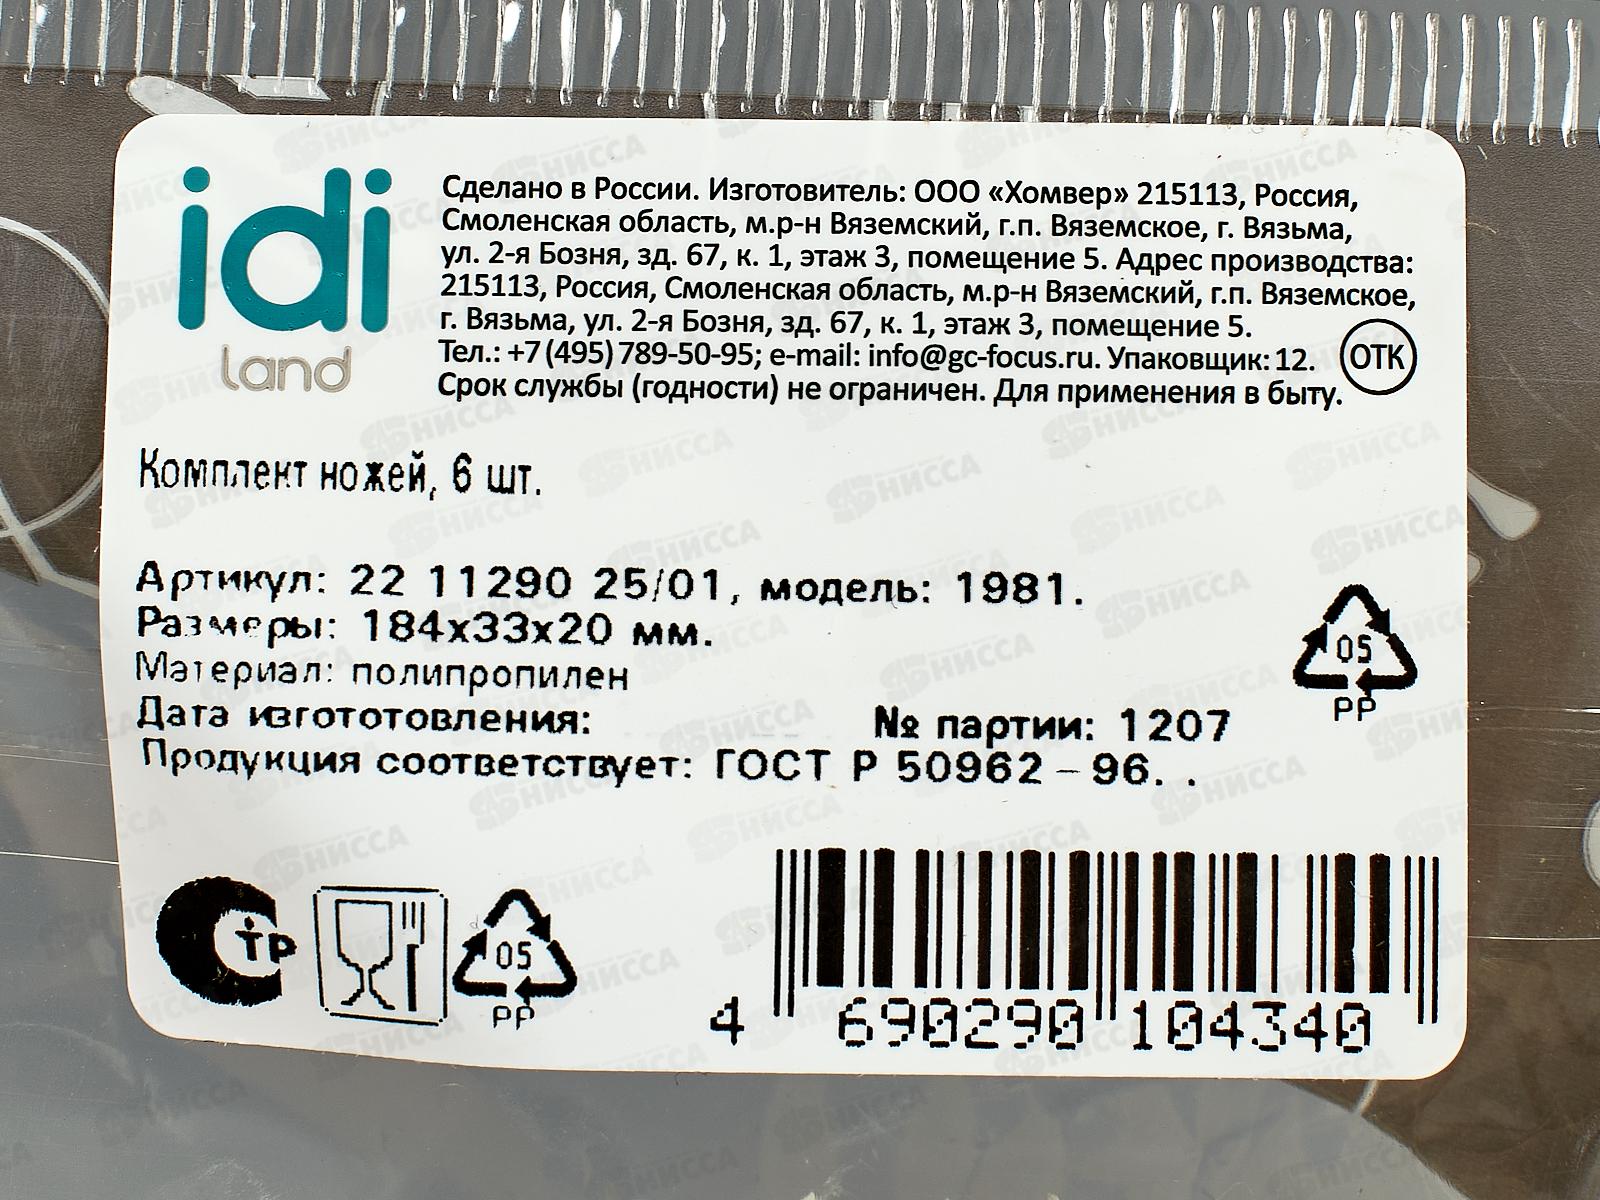 idi
land
Сделано в России. Изготовитель: ООО «Хомвер» 215113, Россия,
Смоленская область, м.р-н Вяземский, г.п. Вяземское, г. Вязьма,
ул. 2-я Бозня, зд. 67, к. 1, этаж 3, помещение 5. Адрес производства:
215113, Россия, Смоленская область, м.р-н Вяземский, г.п. Вяземское,
г. Вязьма, ул. 2-я Бозня, зд. 67, к. 1, этаж 3, помещение 5.
Тел.: +7 (495) 789-50-95; e-mail: info@gc-focus.ru. Упаковщик: 12.
Срок службы (годности) не ограничен. Для применения в быту.
ОТК
Комплект ножей, 6 шт.
Артикул: 22 11290 25/01, модель: 1981.
Размеры: 184x33x20 мм.
Материал: полипропилен
Дата изгототовления: № партии: 1207
Продукция соответствует: ГОСТ Р 50962-96. .
05
PP
СТР
05
PP
4 690290 104340
НИССА